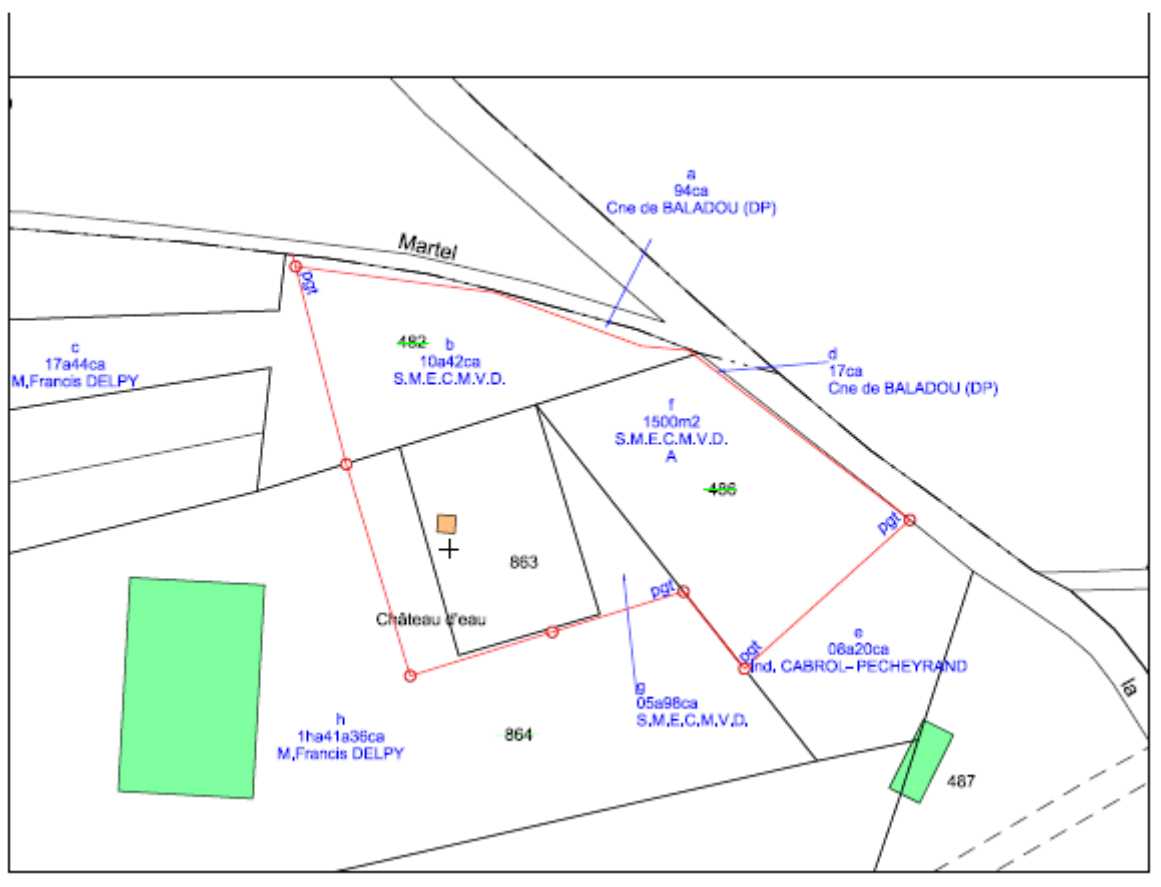 a
94ca
Cne de BALADOU (DP)
Martel
pgt
482
b
10a42ca
S.M.E.C.M.V.D.
c
17a44ca
M,Francis DELPY
d
17ca
Cne de BALADOU (DP)
f
1500m2
S.M.E.C.M.V.D.
A
486
pgt
863
pgt
Château d'eau
pgt
e
08a20ca
Ind. CABROL-PECHEYRAND
g
05a98ca
S.M.E.C.M.V.D.
la
h
1ha41a36ca
M,Francis DELPY
864
487